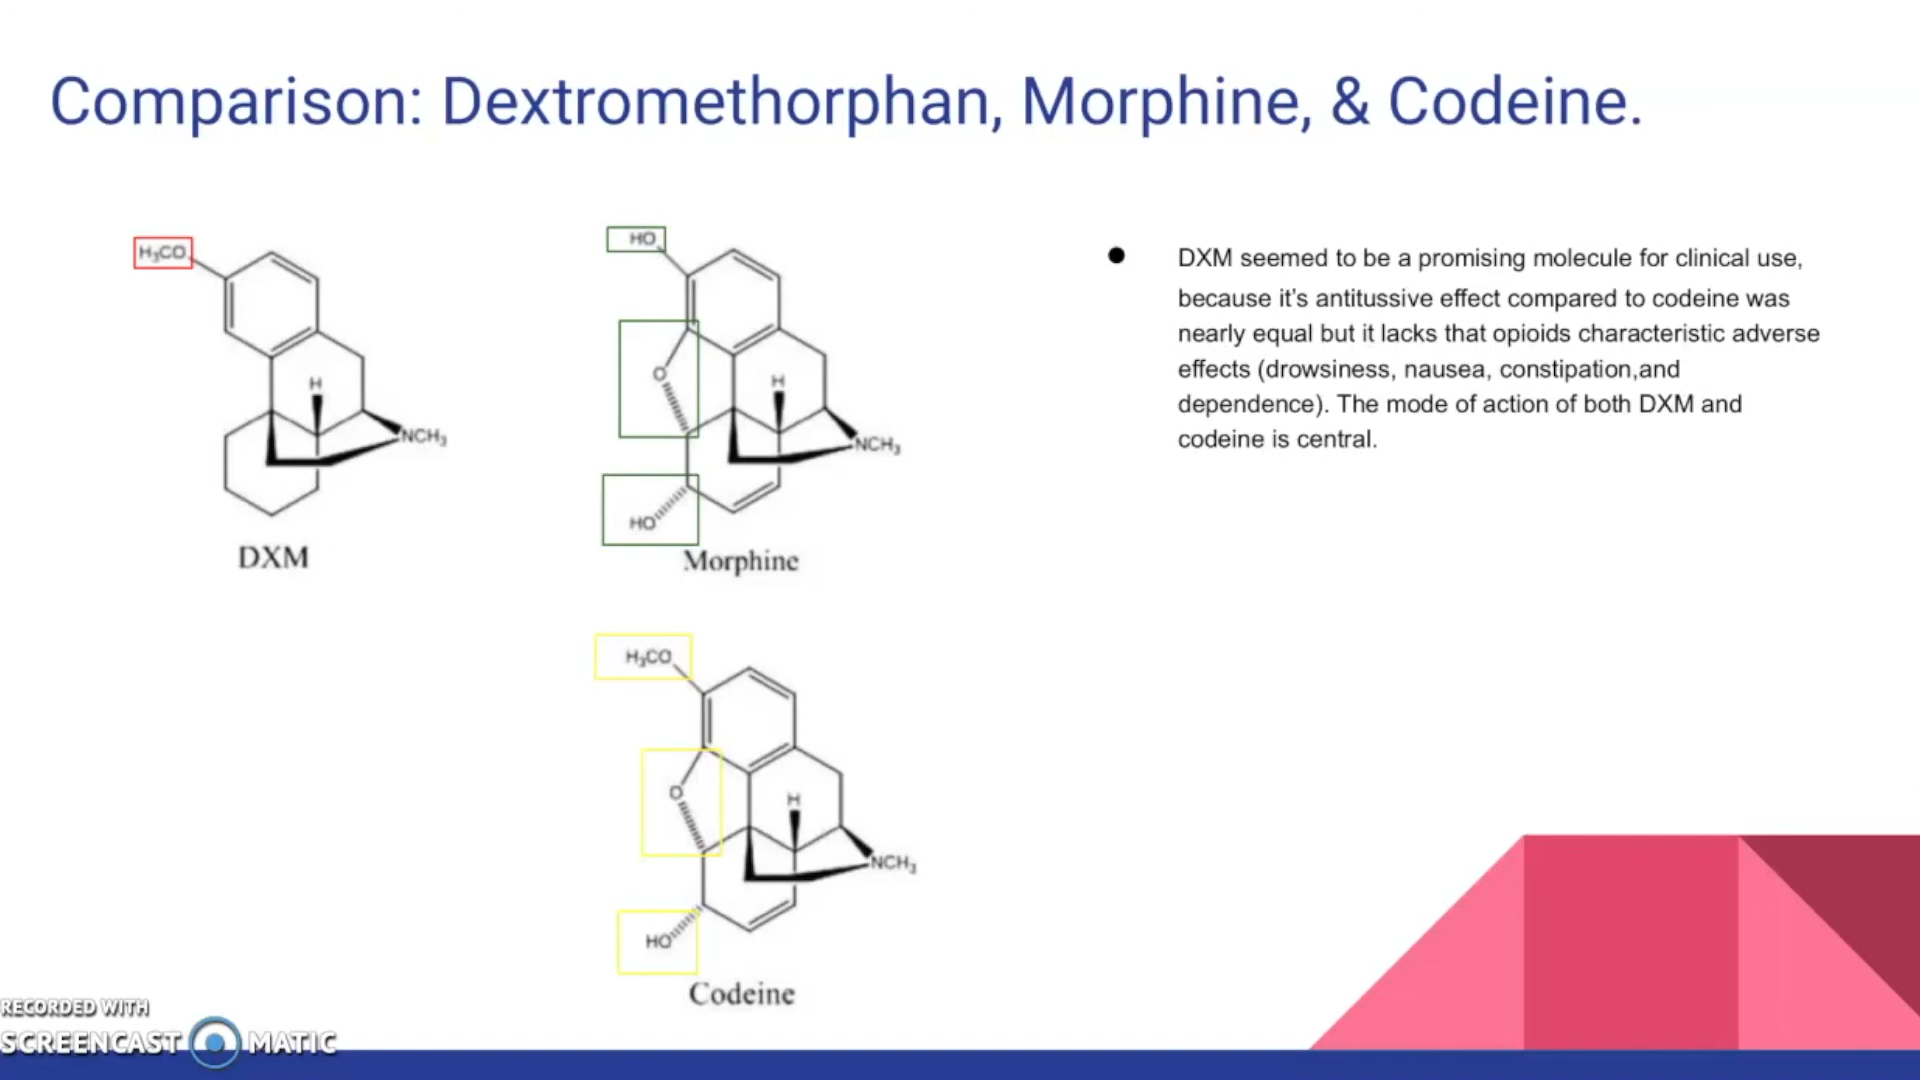 Comparison: Dextromethorphan, Morphine, & Codeine.
H₃CO
H
NCH₃
DXM
HO
O
H
NCH₃
HO
Morphine
H₃CO
O
H
NCH₃
HO
Codeine
● DXM seemed to be a promising molecule for clinical use,
because it's antitussive effect compared to codeine was
nearly equal but it lacks that opioids characteristic adverse
effects (drowsiness, nausea, constipation,and
dependence). The mode of action of both DXM and
codeine is central.
RECORDED WITH
SCREENCAST MATIC